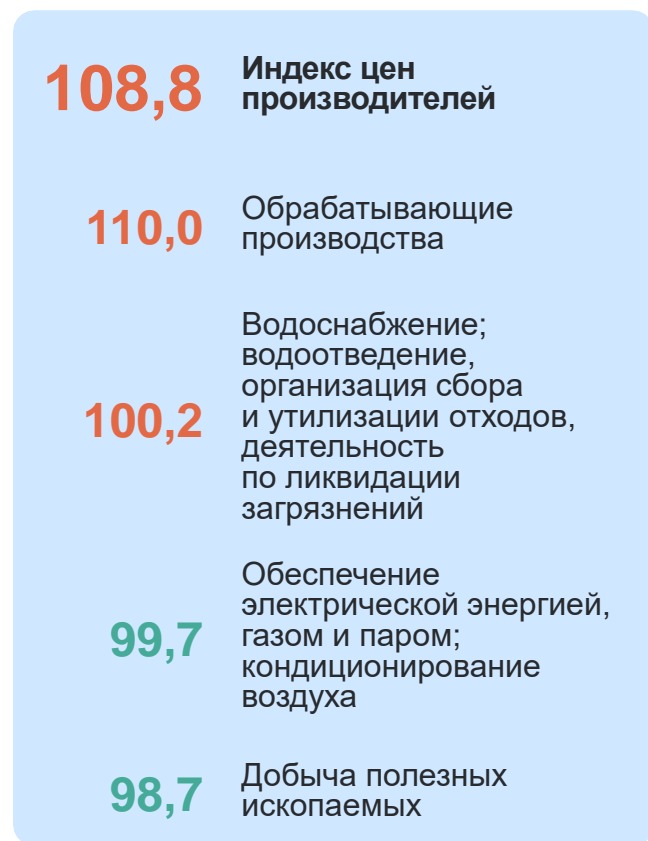 108,8
Индекс цен
производителей
110,0
Обрабатывающие
производства
100,2
Водоснабжение;
водоотведение,
организация сбора
и утилизации отходов,
деятельность
по ликвидации
загрязнений
99,7
Обеспечение
электрической энергией,
газом и паром;
кондиционирование
воздуха
98,7
Добыча полезных
ископаемых